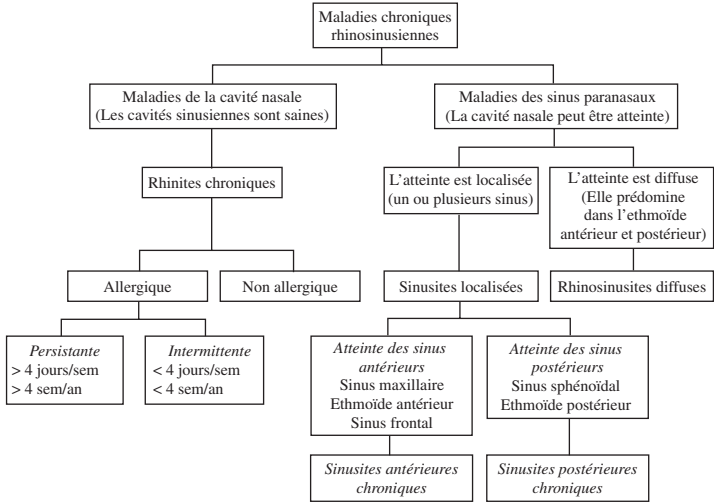 Maladies chroniques
rhinosinusiennes
Maladies de la cavité nasale
(Les cavités sinusiennes sont saines)
Maladies des sinus paranasaux
(La cavité nasale peut être atteinte)
Rhinites chroniques
L’atteinte est localisée
(un ou plusieurs sinus)
L’atteinte est diffuse
(Elle prédomine
dans l’ethmoïde
antérieur et postérieur)
Allergique
Non allergique
Sinusites localisées
Rhinosinusites diffuses
Persistante
> 4 jours/sem
> 4 sem/an
Intermittente
< 4 jours/sem
< 4 sem/an
Atteinte des sinus
antérieurs
Sinus maxillaire
Ethmoïde antérieur
Sinus frontal
Atteinte des sinus
postérieurs
Sinus sphénoïdal
Ethmoïde postérieur
Sinusites antérieures
chroniques
Sinusites postérieures
chroniques